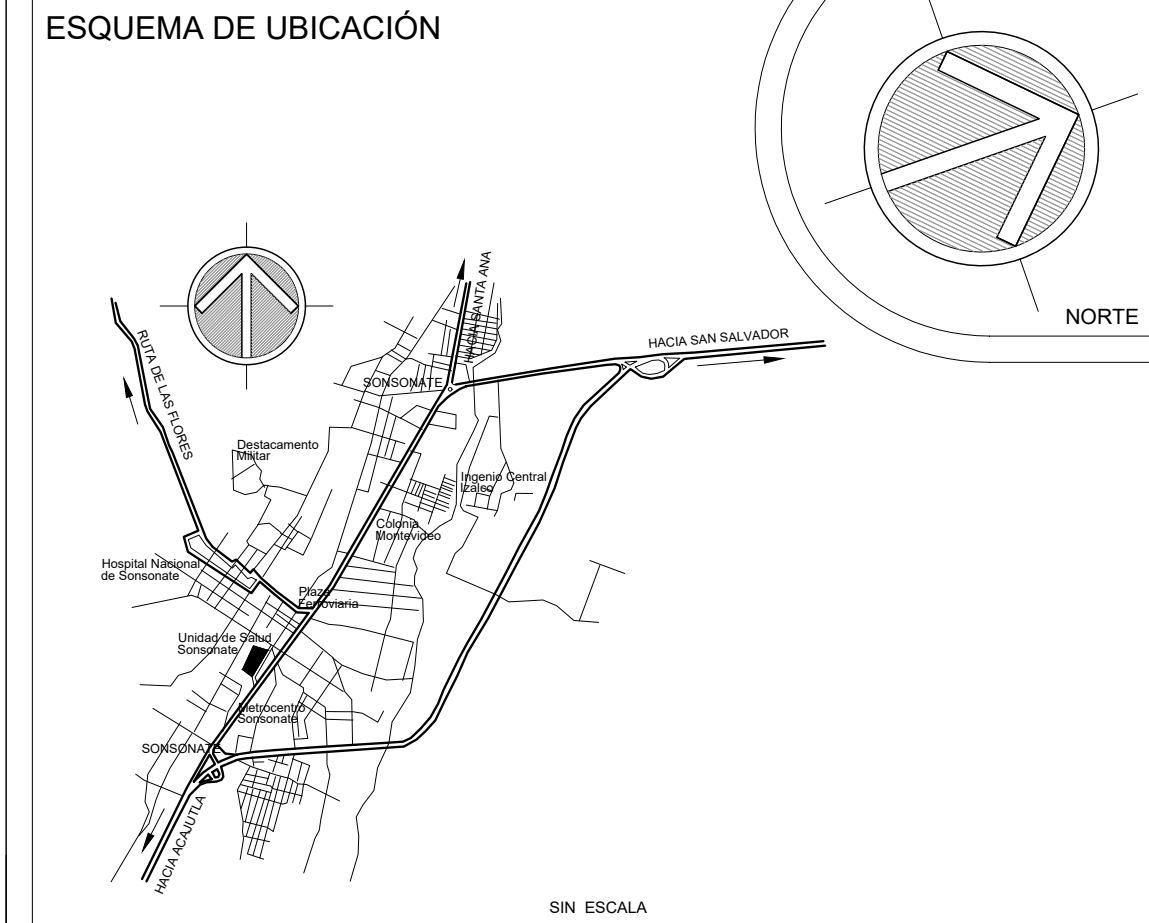 ESQUEMA DE UBICACIÓN
NORTE
HACIA SANTA ANA
HACIA SAN SALVADOR
RUTA DE LAS FLORES
SONSONATE
Destacamento
Militar
Ingenio Central
Izalco
Colonia
Montevideo
Hospital Nacional
de Sonsonate
Plaza
Ferroviaria
Unidad de Salud
Sonsonate
Metrocentro
Sonsonate
SONSONATE
HACIA ACAJUTLA
SIN ESCALA